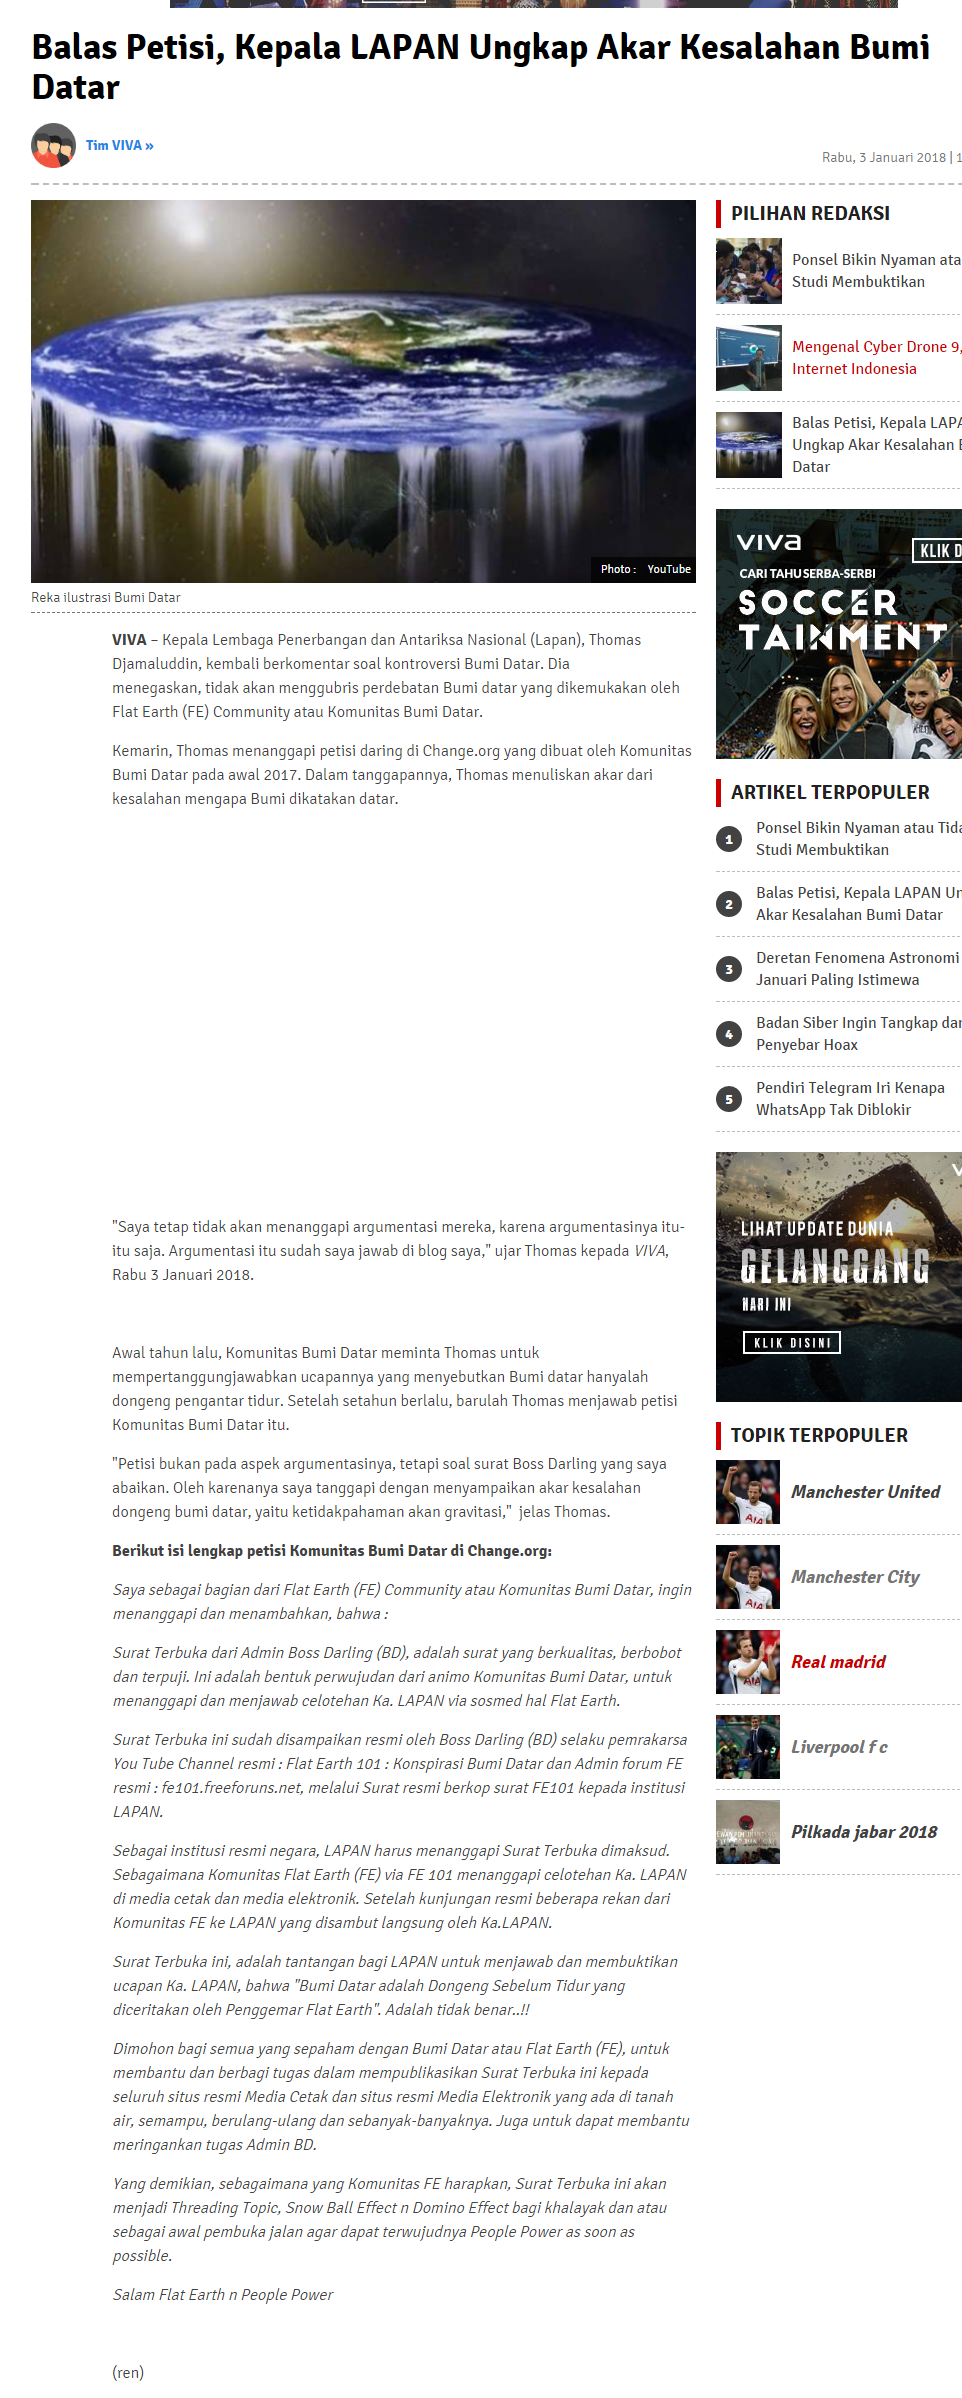 Balas Petisi, Kepala LAPAN Ungkap Akar Kesalahan Bumi
Datar
Tim VIVA »
Rabu, 3 Januari 2018 | 1
Photo : YouTube
Reka ilustrasi Bumi Datar
VIVA – Kepala Lembaga Penerbangan dan Antariksa Nasional (Lapan), Thomas
Djamaluddin, kembali berkomentar soal kontroversi Bumi Datar. Dia
menegaskan, tidak akan menggubris perdebatan Bumi datar yang dikemukakan oleh
Flat Earth (FE) Community atau Komunitas Bumi Datar.
Kemarin, Thomas menanggapi petisi daring di Change.org yang dibuat oleh Komunitas
Bumi Datar pada awal 2017. Dalam tanggapannya, Thomas menuliskan akar dari
kesalahan mengapa Bumi dikatakan datar.
"Saya tetap tidak akan menanggapi argumentasi mereka, karena argumentasinya itu-
itu saja. Argumentasi itu sudah saya jawab di blog saya," ujar Thomas kepada VIVA,
Rabu 3 Januari 2018.
Awal tahun lalu, Komunitas Bumi Datar meminta Thomas untuk
mempertanggungjawabkan ucapannya yang menyebutkan Bumi datar hanyalah
dongeng pengantar tidur. Setelah setahun berlalu, barulah Thomas menjawab petisi
Komunitas Bumi Datar itu.
"Petisi bukan pada aspek argumentasinya, tetapi soal surat Boss Darling yang saya
abaikan. Oleh karenanya saya tanggapi dengan menyampaikan akar kesalahan
dongeng bumi datar, yaitu ketidakpahaman akan gravitasi," jelas Thomas.
Berikut isi lengkap petisi Komunitas Bumi Datar di Change.org:
Saya sebagai bagian dari Flat Earth (FE) Community atau Komunitas Bumi Datar, ingin
menanggapi dan menambahkan, bahwa :
Surat Terbuka dari Admin Boss Darling (BD), adalah surat yang berkualitas, berbobot
dan terpuji. Ini adalah bentuk perwujudan dari animo Komunitas Bumi Datar, untuk
menanggapi dan menjawab celotehan Ka. LAPAN via sosmed hal Flat Earth.
Surat Terbuka ini sudah disampaikan resmi oleh Boss Darling (BD) selaku pemrakarsa
You Tube Channel resmi : Flat Earth 101 : Konspirasi Bumi Datar dan Admin forum FE
resmi : fe101.freeforuns.net, melalui Surat resmi berkop surat FE101 kepada institusi
LAPAN.
Sebagai institusi resmi negara, LAPAN harus menanggapi Surat Terbuka dimaksud.
Sebagaimana Komunitas Flat Earth (FE) via FE 101 menanggapi celotehan Ka. LAPAN
di media cetak dan media elektronik. Setelah kunjungan resmi beberapa rekan dari
Komunitas FE ke LAPAN yang disambut langsung oleh Ka.LAPAN.
Surat Terbuka ini, adalah tantangan bagi LAPAN untuk menjawab dan membuktikan
ucapan Ka. LAPAN, bahwa "Bumi Datar adalah Dongeng Sebelum Tidur yang
diceritakan oleh Penggemar Flat Earth". Adalah tidak benar..!!
Dimohon bagi semua yang sepaham dengan Bumi Datar atau Flat Earth (FE), untuk
membantu dan berbagi tugas dalam mempublikasikan Surat Terbuka ini kepada
seluruh situs resmi Media Cetak dan situs resmi Media Elektronik yang ada di tanah
air, semampu, berulang-ulang dan sebanyak-banyaknya. Juga untuk dapat membantu
meringankan tugas Admin BD.
Yang demikian, sebagaimana yang Komunitas FE harapkan, Surat Terbuka ini akan
menjadi Threading Topic, Snow Ball Effect n Domino Effect bagi khalayak dan atau
sebagai awal pembuka jalan agar dapat terwujudnya People Power as soon as
possible.
Salam Flat Earth n People Power
(ren)
PILIHAN REDAKSI
Ponsel Bikin Nyaman ata
Studi Membuktikan
Mengenal Cyber Drone 9,
Internet Indonesia
Balas Petisi, Kepala LAPA
Ungkap Akar Kesalahan B
Datar
VIVA
KLIK D
CARI TAHU SERBA-SERBI
SOCCER
TAINMENT
ARTIKEL TERPOPULER
1 Ponsel Bikin Nyaman atau Tida
Studi Membuktikan
2 Balas Petisi, Kepala LAPAN Un
Akar Kesalahan Bumi Datar
3 Deretan Fenomena Astronomi
Januari Paling Istimewa
4 Badan Siber Ingin Tangkap dan
Penyebar Hoax
5 Pendiri Telegram Iri Kenapa
WhatsApp Tak Diblokir
LIHAT UPDATE DUNIA
GELANGGANG
HARI INI
KLIK DISINI
TOPIK TERPOPULER
Manchester United
Manchester City
Real madrid
Liverpool f c
Pilkada jabar 2018